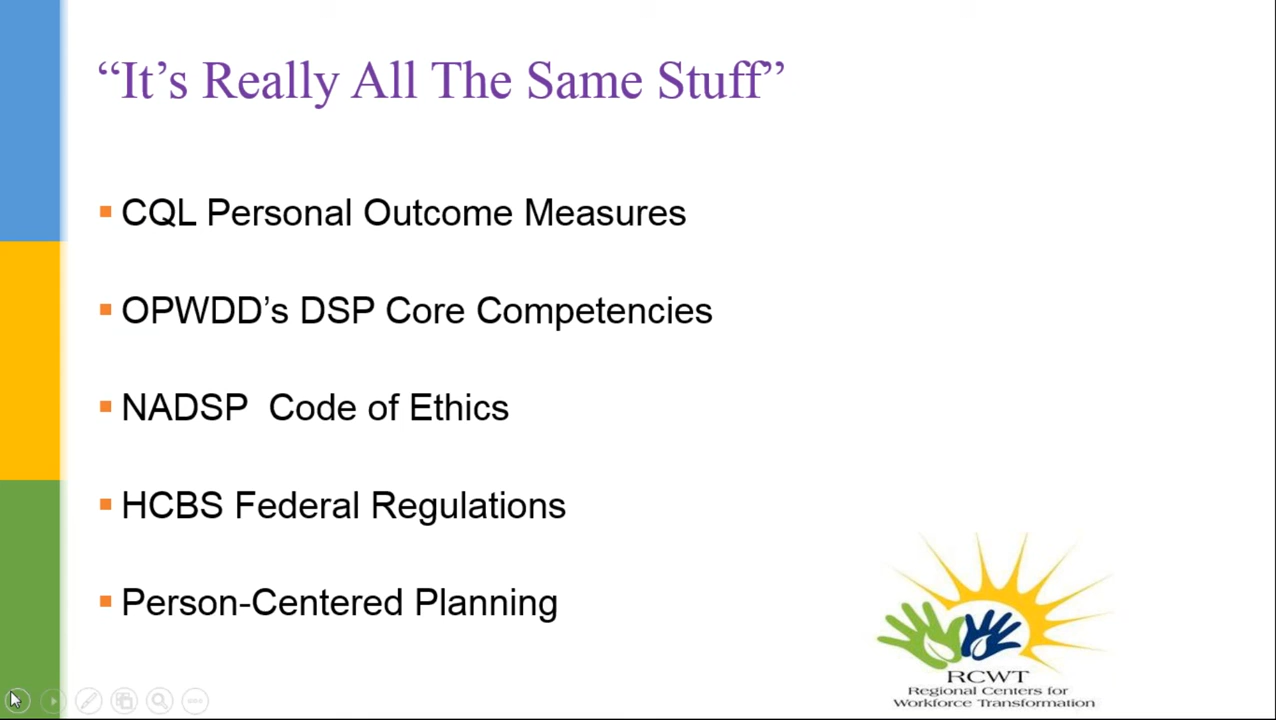 “It’s Really All The Same Stuff”
CQL Personal Outcome Measures
OPWDD’s DSP Core Competencies
NADSP  Code of Ethics
HCBS Federal Regulations
Person-Centered Planning
RCWT
Regional Centers for
Workforce Transformation